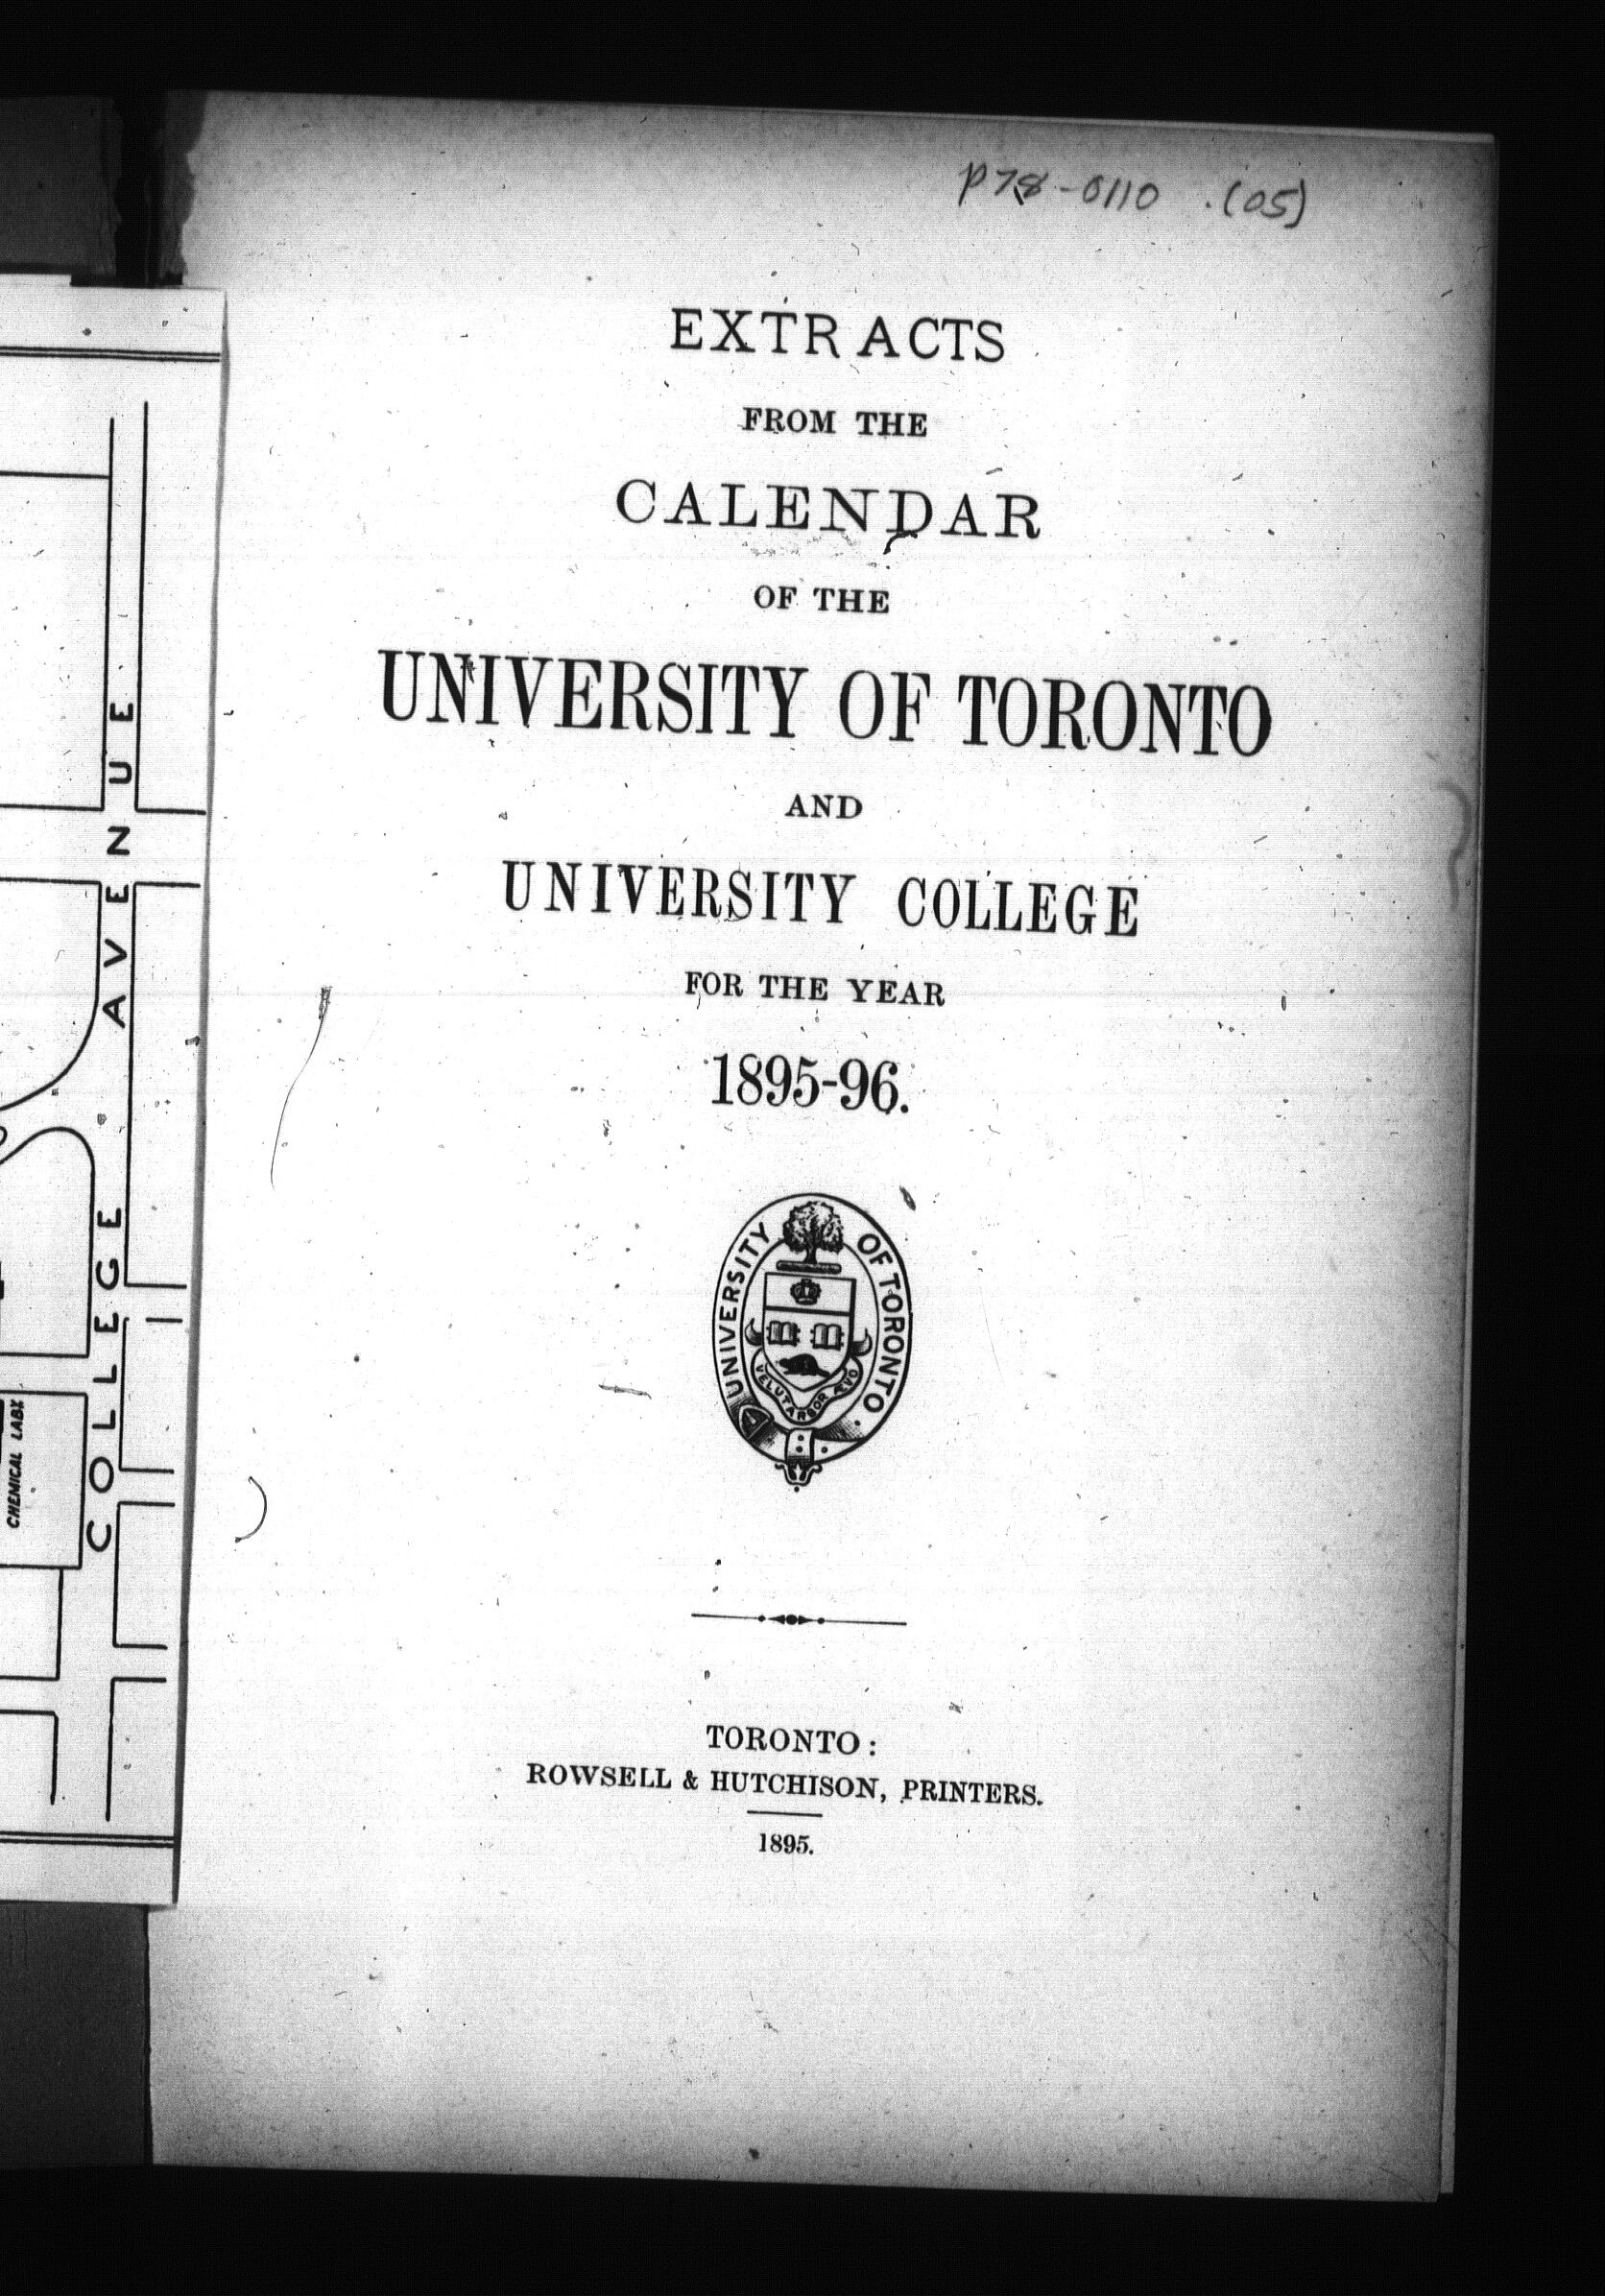 P78-0110 .(05)
EXTRACTS
FROM THE
CALENDAR
OF THE
UNIVERSITY OF TORONTO
AND
UNIVERSITY COLLEGE
FOR THE YEAR
1895-96.
UNIVERSITY OF TORONTO
VELUT ARBOR ÆVO
TORONTO:
ROWSELL & HUTCHISON, PRINTERS.
1895.
COLLEGE AVENUE
CHEMICAL LABY